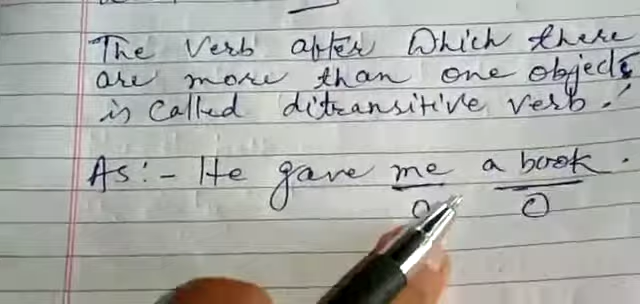 The verb after which there
are more than one objects
is called ditransitive verb.
As:- He gave me a book.
O O